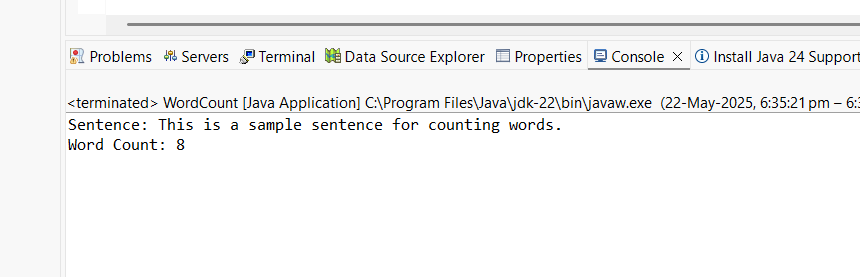 Problems Servers Terminal Data Source Explorer Properties Console Install Java 24 Support
<terminated> WordCount [Java Application] C:\Program Files\Java\jdk-22\bin\javaw.exe (22-May-2025, 6:35:21 pm – 6:3
Sentence: This is a sample sentence for counting words.
Word Count: 8